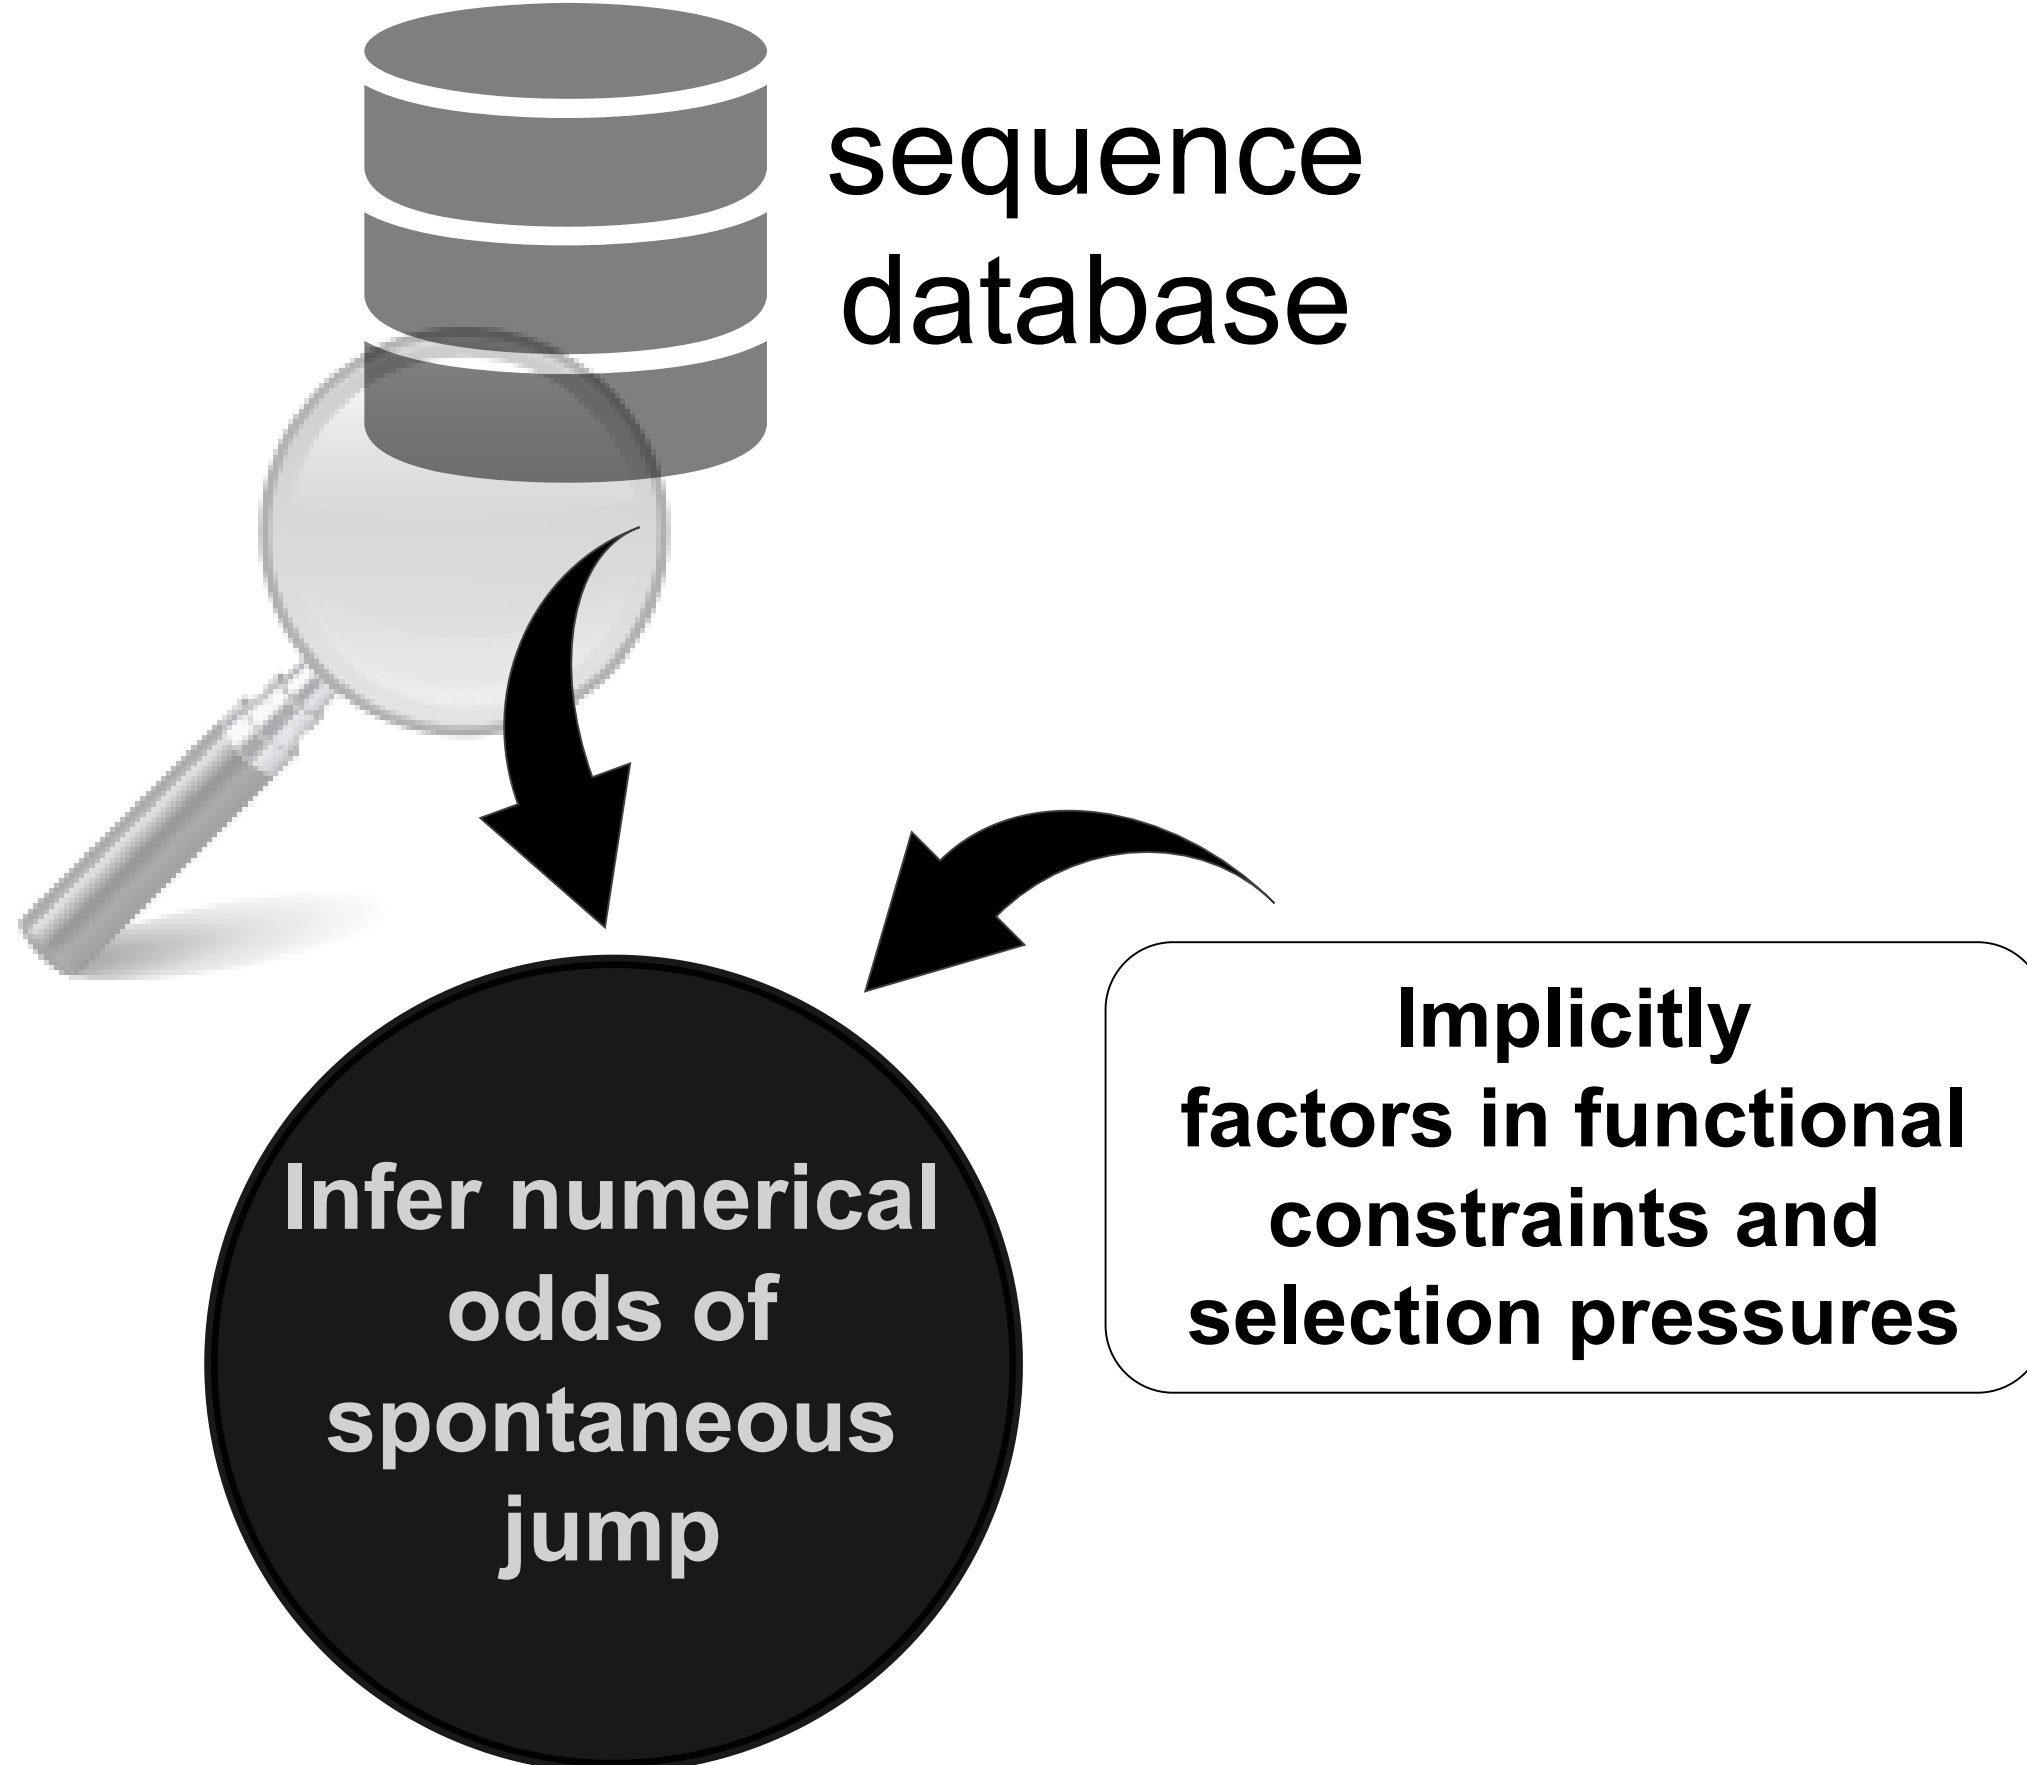 sequence
database
Implicitly
factors in functional
constraints and
selection pressures
Infer numerical
odds of
spontaneous
jump